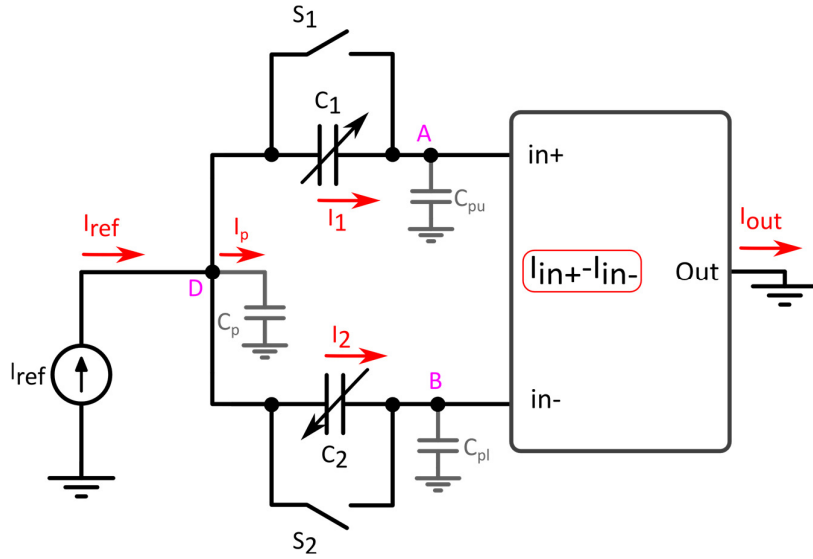 S1
C1
A
in+
Cpu
I1
Iref
Ip
Iout
Iin+-Iin-
Out
D
Cp
I2
Iref
B
in-
C2
Cpl
S2